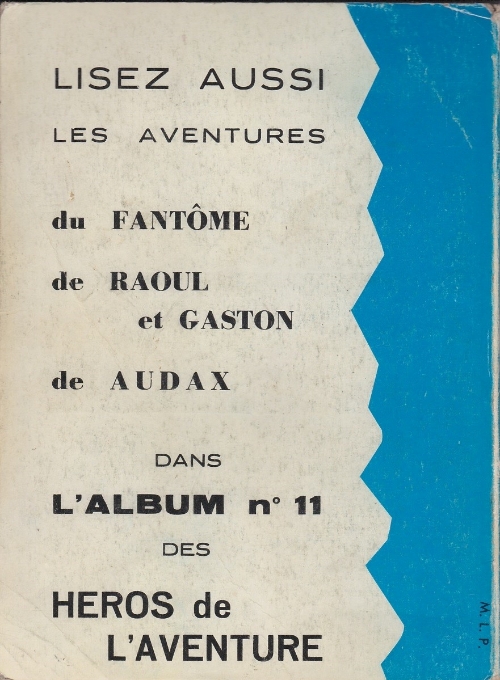 LISEZ AUSSI
LES AVENTURES
du FANTÔME
de RAOUL
et GASTON
de AUDAX
DANS
L'ALBUM n° 11
DES
HEROS de
L'AVENTURE
M. L. P.